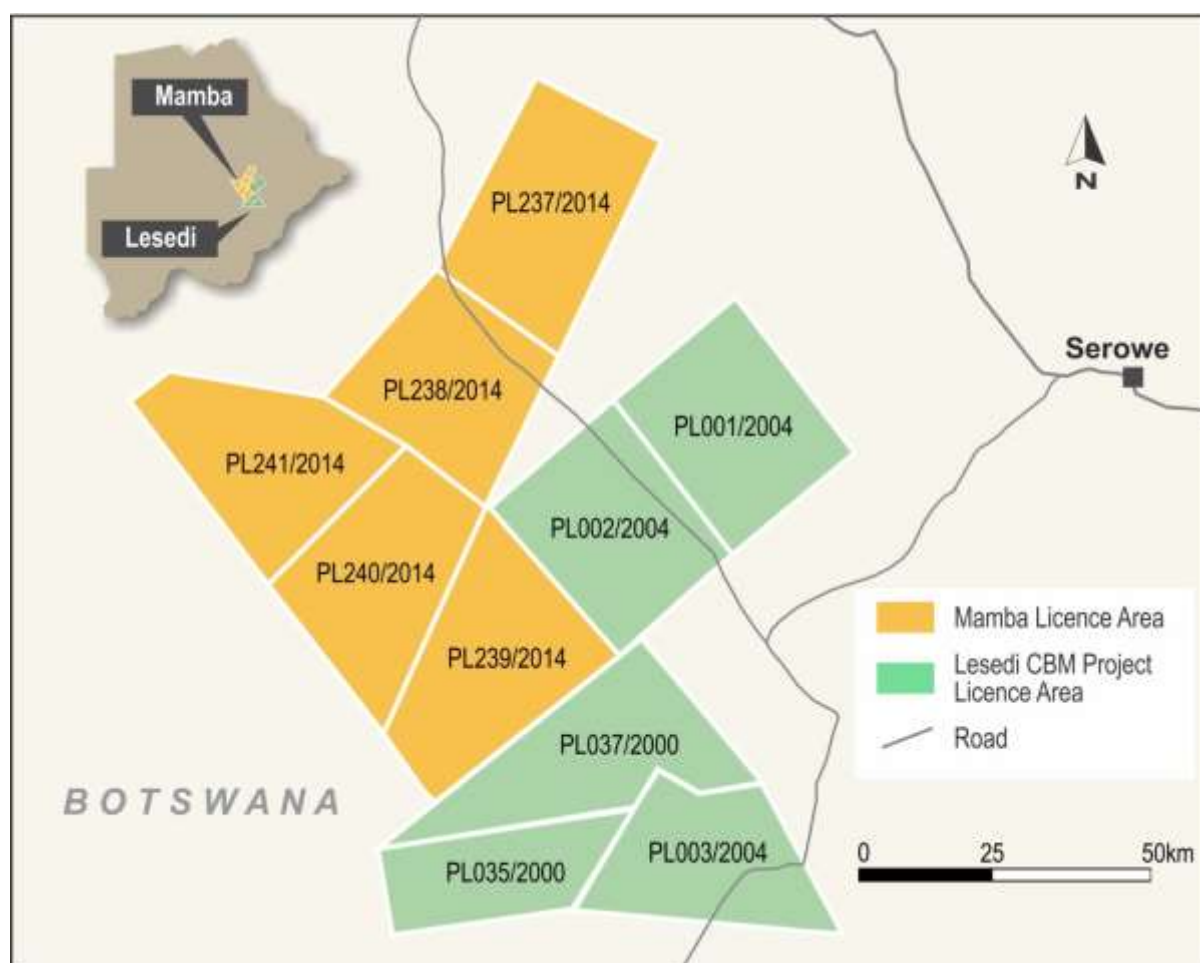 Mamba
Lesedi
N
PL237/2014
Serowe
PL238/2014
PL001/2004
PL241/2014
PL002/2004
PL240/2014
PL239/2014
Mamba Licence Area
Lesedi CBM Project
Licence Area
Road
PL037/2000
BOTSWANA
PL003/2004
PL035/2000
0 25 50km